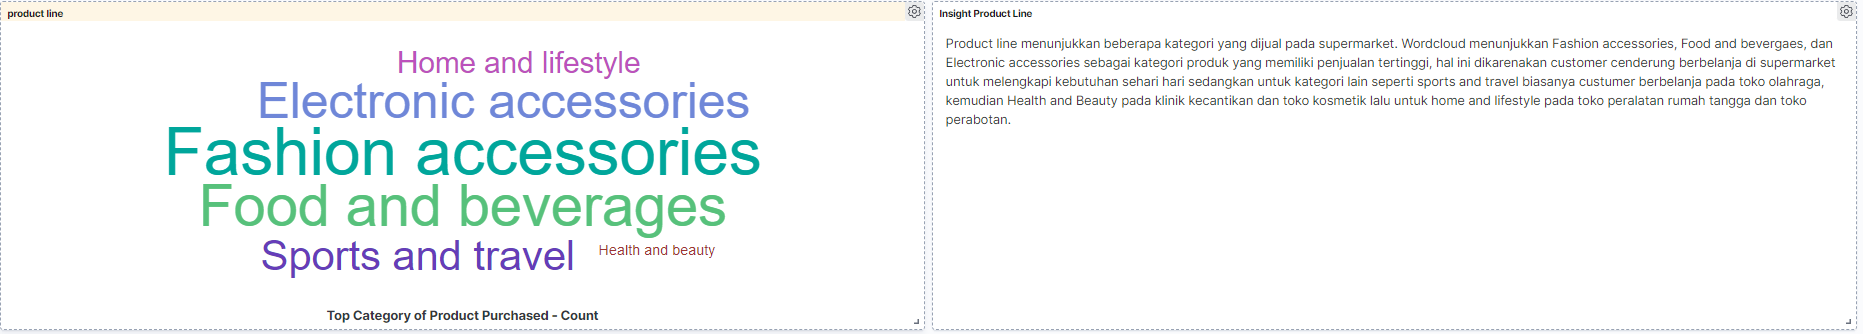 product line
Home and lifestyle
Electronic accessories
Fashion accessories
Food and beverages
Sports and travel
Health and beauty
Top Category of Product Purchased - Count
Insight Product Line
Product line menunjukkan beberapa kategori yang dijual pada supermarket. Wordcloud menunjukkan Fashion accessories, Food and bevergaes, dan
Electronic accessories sebagai kategori produk yang memiliki penjualan tertinggi, hal ini dikarenakan customer cenderung berbelanja di supermarket
untuk melengkapi kebutuhan sehari hari sedangkan untuk kategori lain seperti sports and travel biasanya custumer berbelanja pada toko olahraga,
kemudian Health and Beauty pada klinik kecantikan dan toko kosmetik lalu untuk home and lifestyle pada toko peralatan rumah tangga dan toko
perabotan.